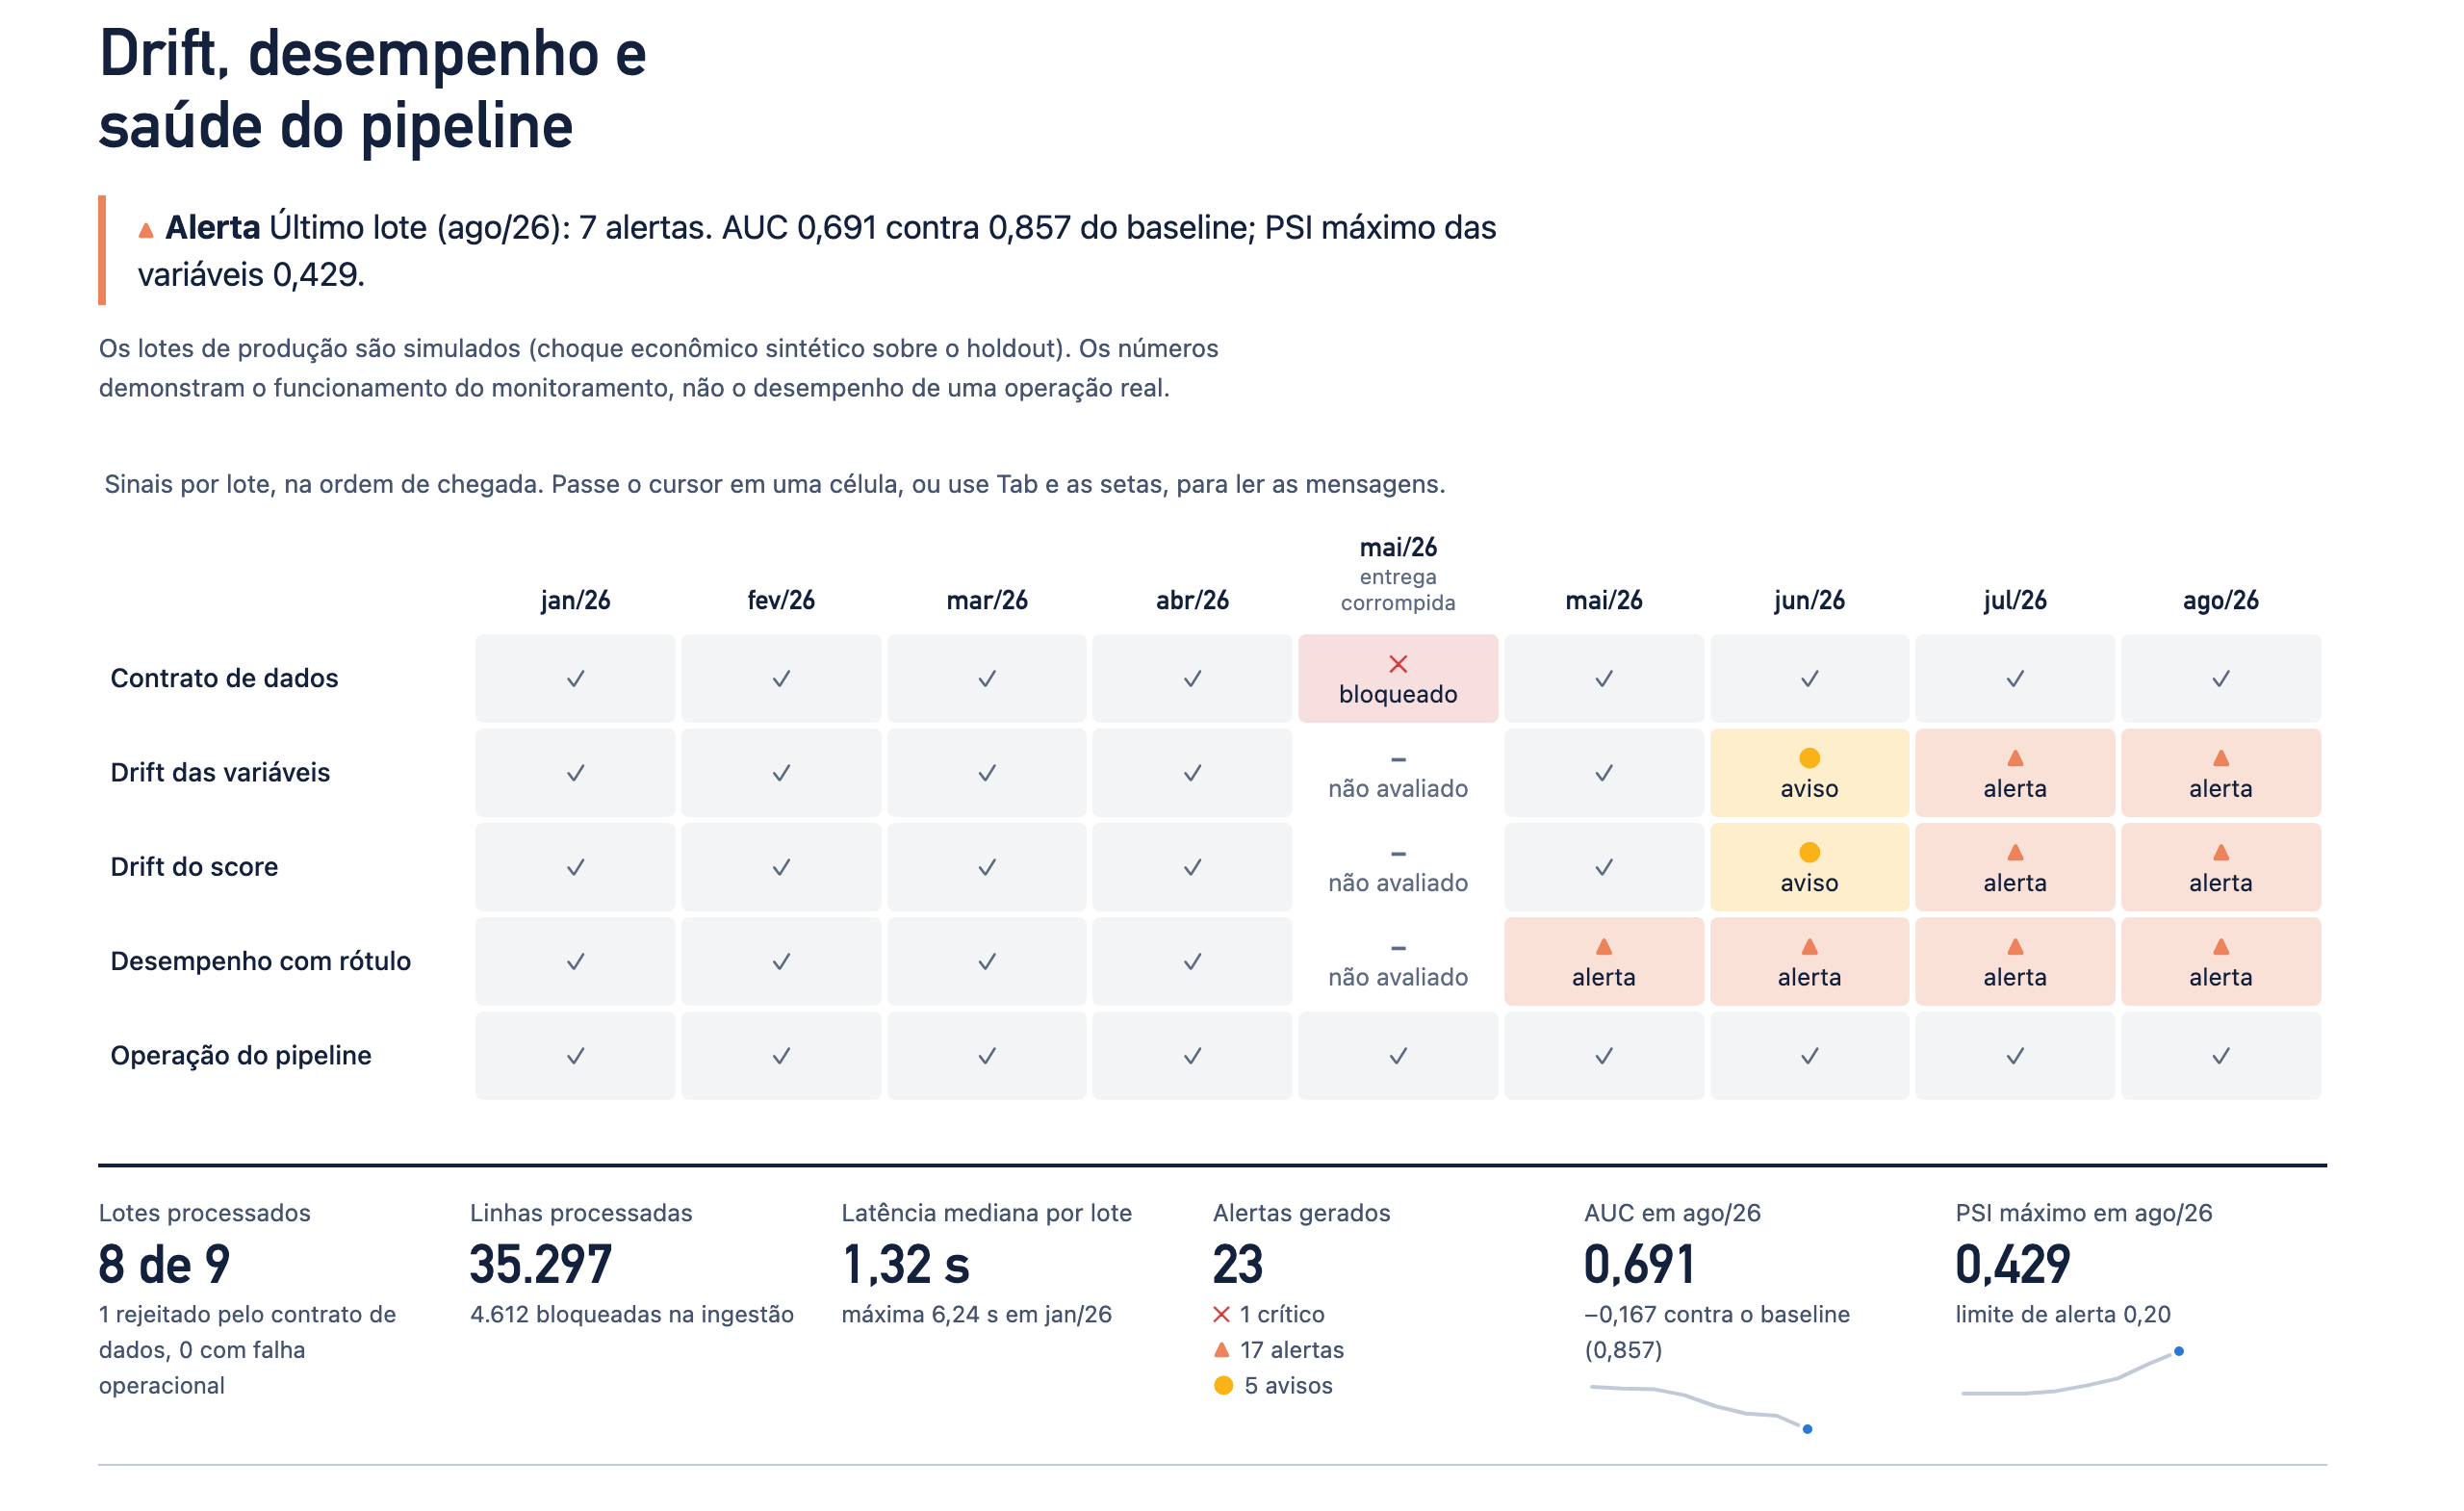 Drift, desempenho e
saúde do pipeline
Alerta Último lote (ago/26): 7 alertas. AUC 0,691 contra 0,857 do baseline; PSI máximo das
variáveis 0,429.
Os lotes de produção são simulados (choque econômico sintético sobre o holdout). Os números
demonstram o funcionamento do monitoramento, não o desempenho de uma operação real.
Sinais por lote, na ordem de chegada. Passe o cursor em uma célula, ou use Tab e as setas, para ler as mensagens.
jan/26 fev/26 mar/26 abr/26 mai/26 entrega corrompida mai/26 jun/26 jul/26 ago/26
Contrato de dados ✓ ✓ ✓ ✓ × bloqueado ✓ ✓ ✓ ✓
Drift das variáveis ✓ ✓ ✓ ✓ – não avaliado ✓ aviso alerta alerta
Drift do score ✓ ✓ ✓ ✓ – não avaliado ✓ aviso alerta alerta
Desempenho com rótulo ✓ ✓ ✓ ✓ – não avaliado alerta alerta alerta alerta
Operação do pipeline ✓ ✓ ✓ ✓ ✓ ✓ ✓ ✓ ✓
Lotes processados
8 de 9
1 rejeitado pelo contrato de
dados, 0 com falha
operacional
Linhas processadas
35.297
4.612 bloqueadas na ingestão
Latência mediana por lote
1,32 s
máxima 6,24 s em jan/26
Alertas gerados
23
× 1 crítico
17 alertas
5 avisos
AUC em ago/26
0,691
−0,167 contra o baseline
(0,857)
PSI máximo em ago/26
0,429
limite de alerta 0,20